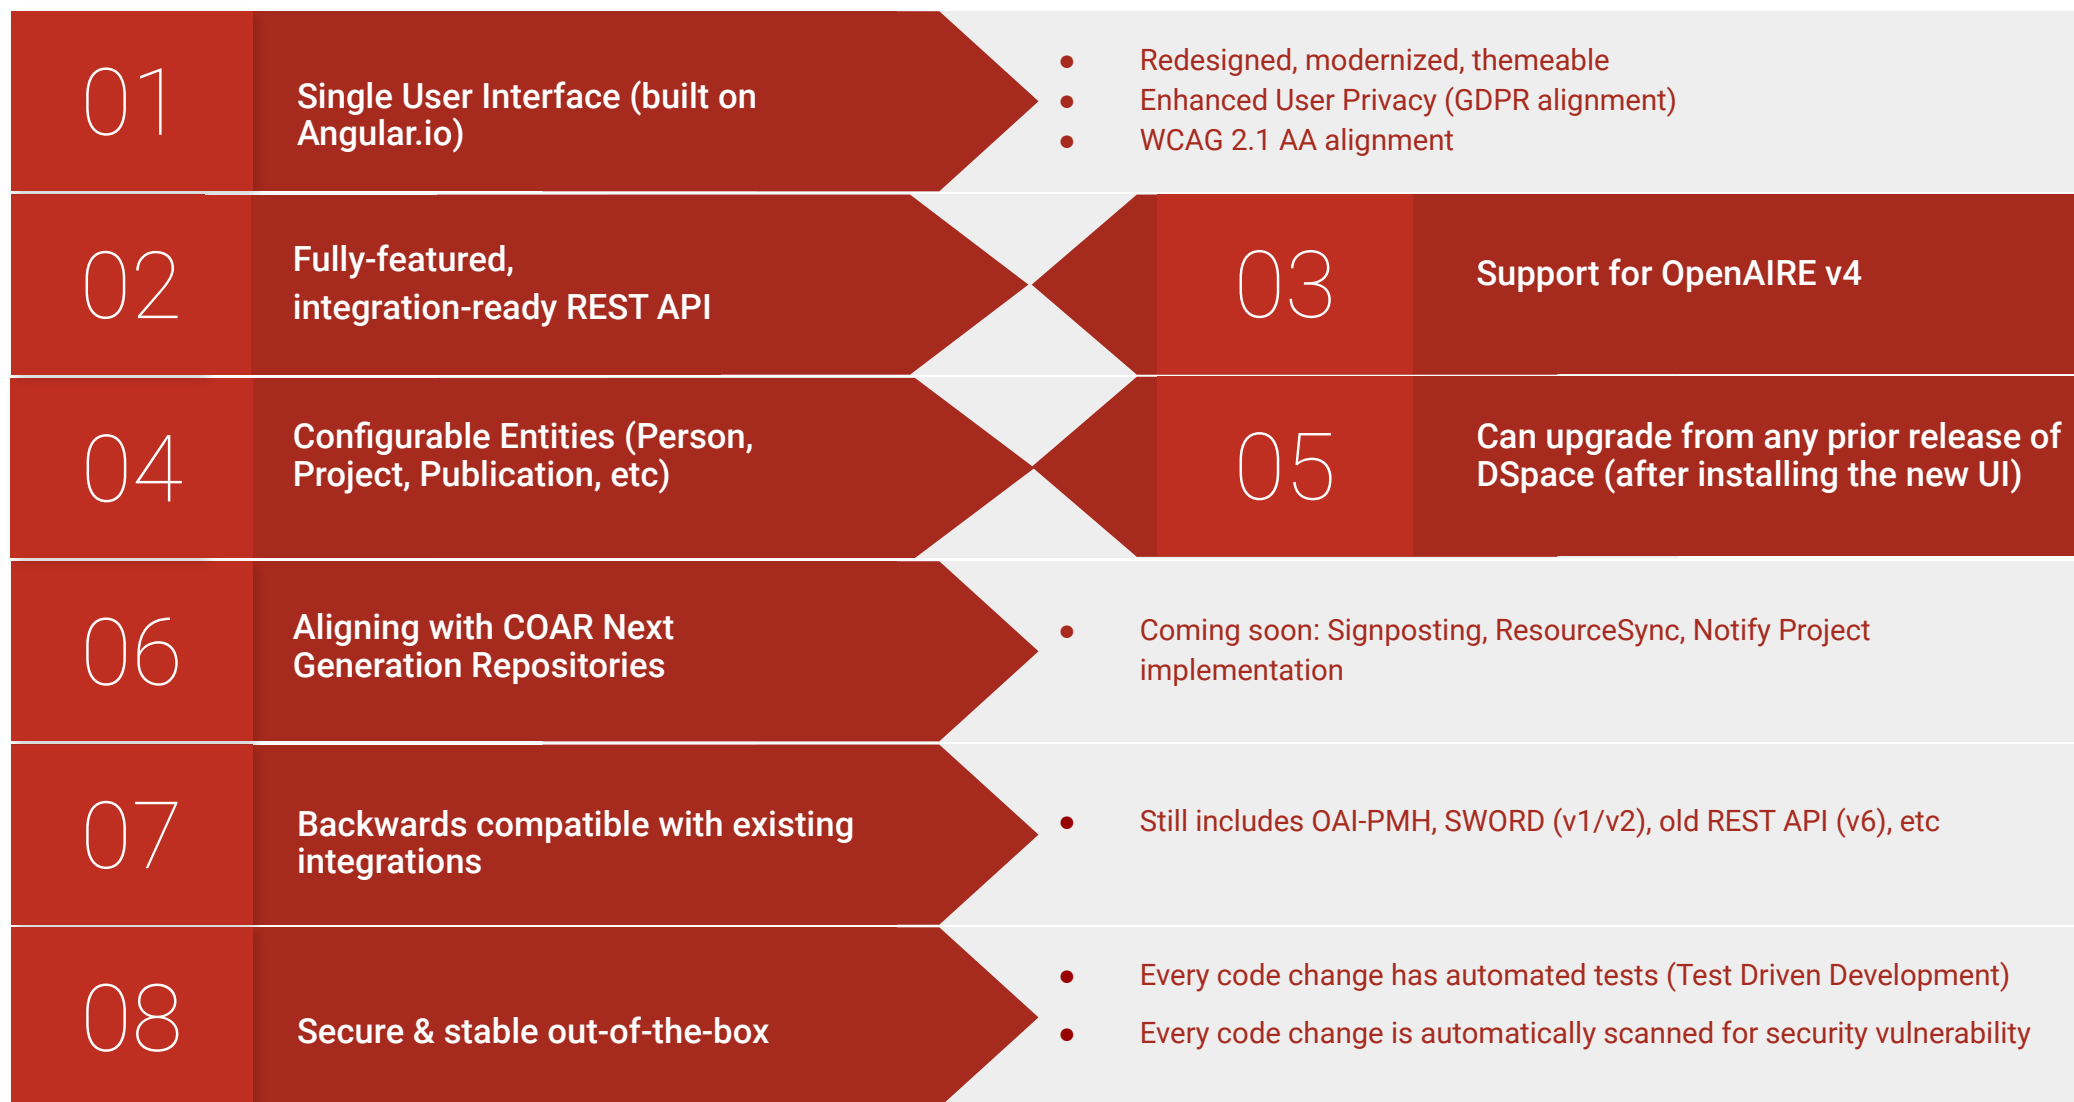 01
Single User Interface (built on
Angular.io)
● Redesigned, modernized, themeable
● Enhanced User Privacy (GDPR alignment)
● WCAG 2.1 AA alignment
02
Fully-featured,
integration-ready REST API
03
Support for OpenAIRE v4
04
Configurable Entities (Person,
Project, Publication, etc)
05
Can upgrade from any prior release of
DSpace (after installing the new UI)
06
Aligning with COAR Next
Generation Repositories
● Coming soon: Signposting, ResourceSync, Notify Project
implementation
07
Backwards compatible with existing
integrations
● Still includes OAI-PMH, SWORD (v1/v2), old REST API (v6), etc
08
Secure & stable out-of-the-box
● Every code change has automated tests (Test Driven Development)
● Every code change is automatically scanned for security vulnerability